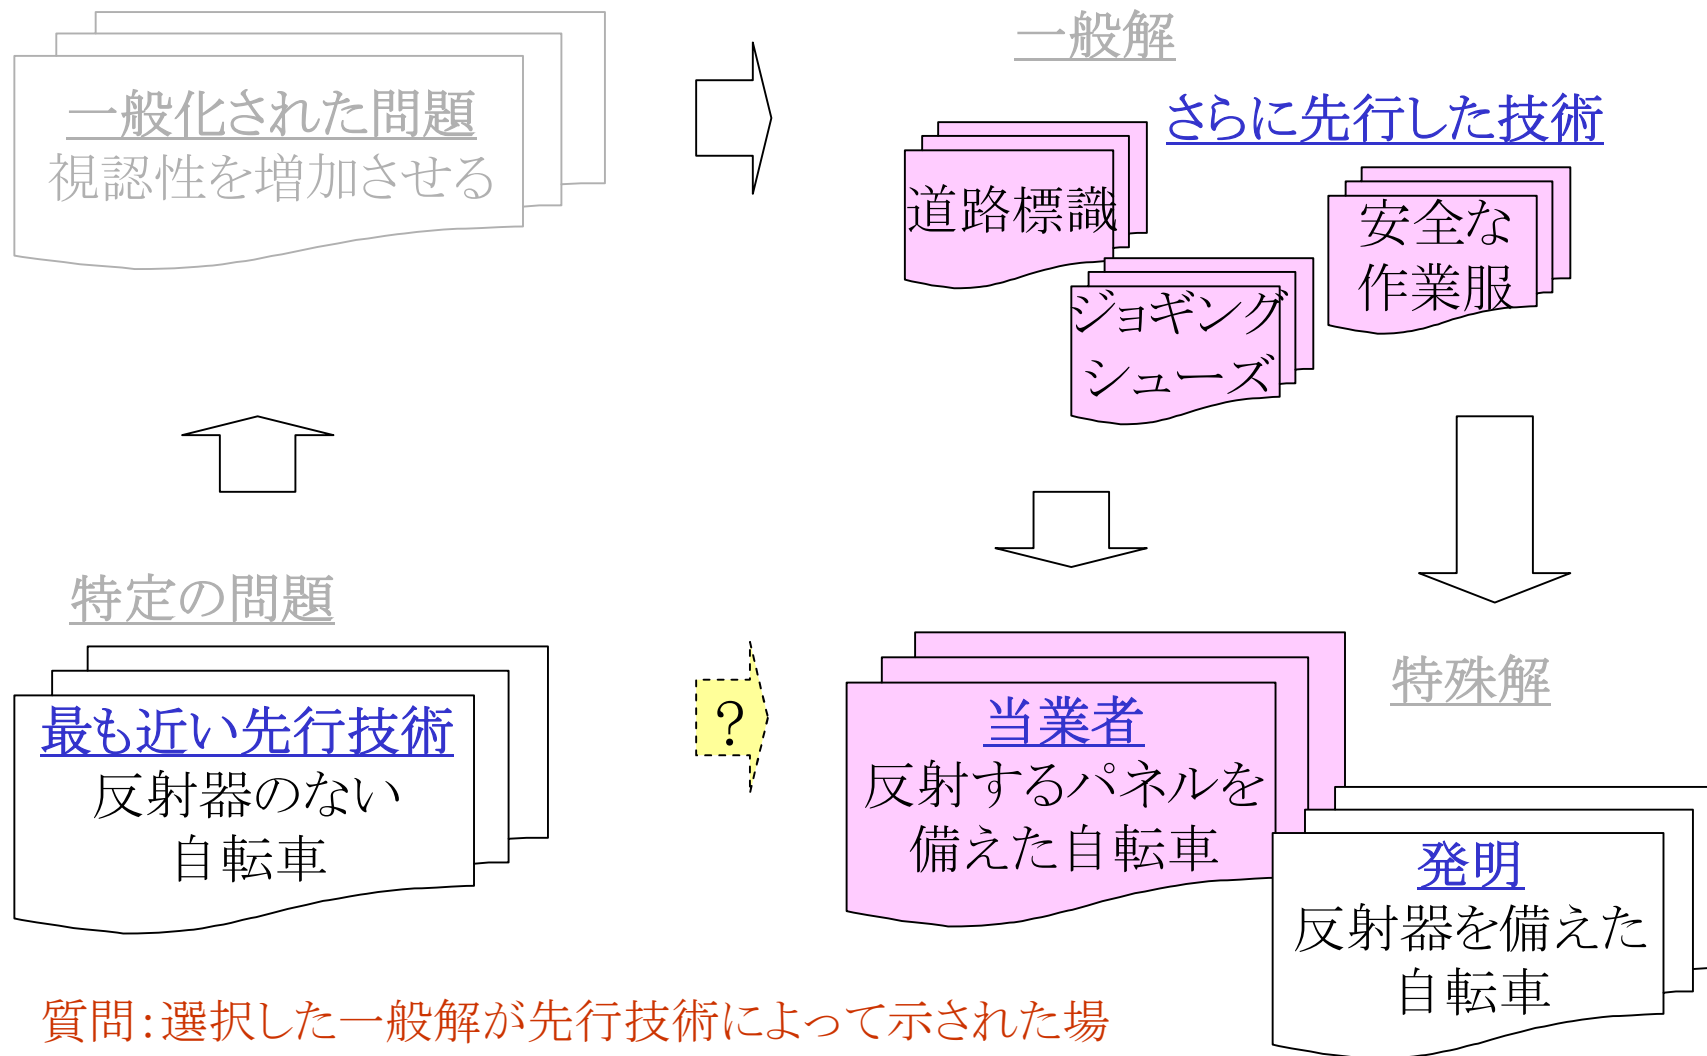 一般化された問題
視認性を増加させる
一般解
さらに先行した技術
道路標識
ジョギング
シューズ
安全な
作業服
特定の問題
最も近い先行技術
反射器のない
自転車
?
当業者
反射するパネルを
備えた自転車
特殊解
発明
反射器を備えた
自転車
質問:選択した一般解が先行技術によって示された場